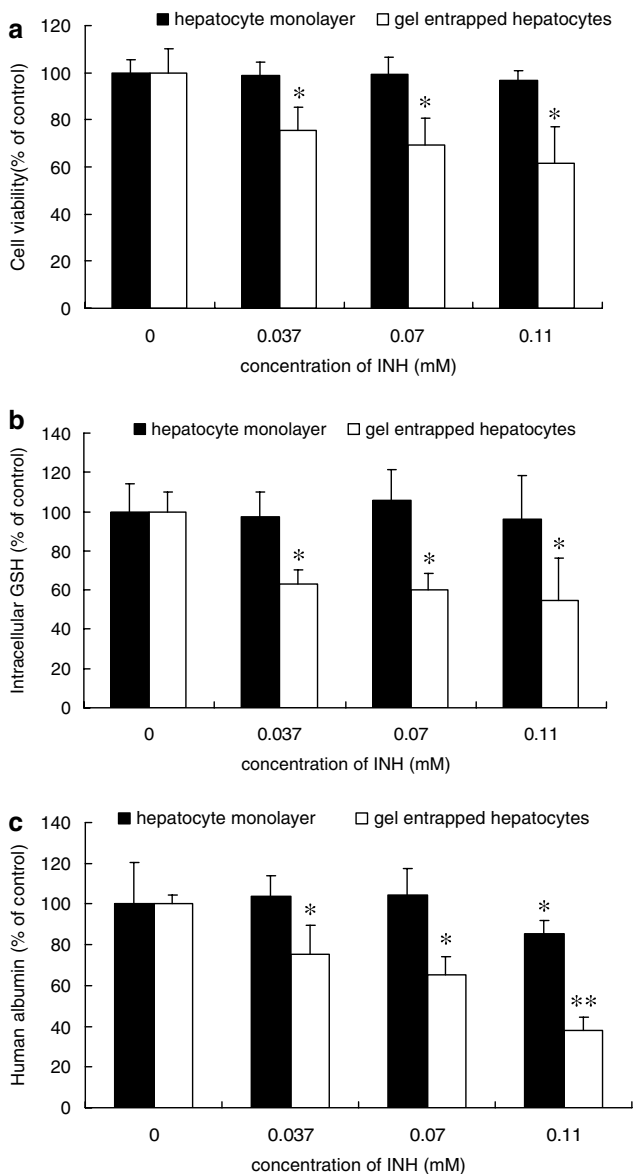 a
120
hepatocyte monolayer gel entrapped hepatocytes
100
80
60
40
20
0
Cell viability(% of control)
* * *
0 0.037 0.07 0.11
concentration of INH (mM)
b
140
hepatocyte monolayer gel entrapped hepatocytes
120
100
80
60
40
20
0
Intracellular GSH (% of control)
* * *
0 0.037 0.07 0.11
concentration of INH (mM)
c
hepatocyte monolayer gel entrapped hepatocytes
140
120
100
80
60
40
20
0
Human albumin (% of control)
* * * **
0 0.037 0.07 0.11
concentration of INH (mM)